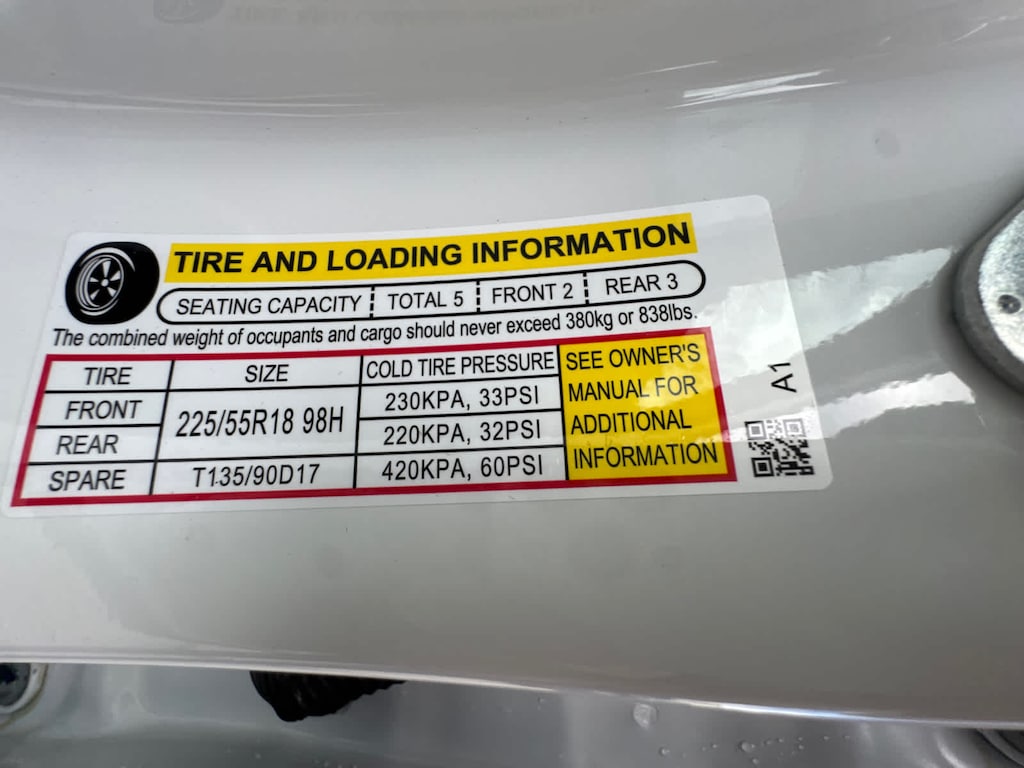 TIRE AND LOADING INFORMATION
SEATING CAPACITY TOTAL 5 FRONT 2 REAR 3
The combined weight of occupants and cargo should never exceed 380kg or 838lbs.
TIRE SIZE COLD TIRE PRESSURE
FRONT 225/55R18 98H 230KPA, 33PSI
REAR 220KPA, 32PSI
SPARE T135/90D17 420KPA, 60PSI
SEE OWNER'S
MANUAL FOR
ADDITIONAL
INFORMATION
A1